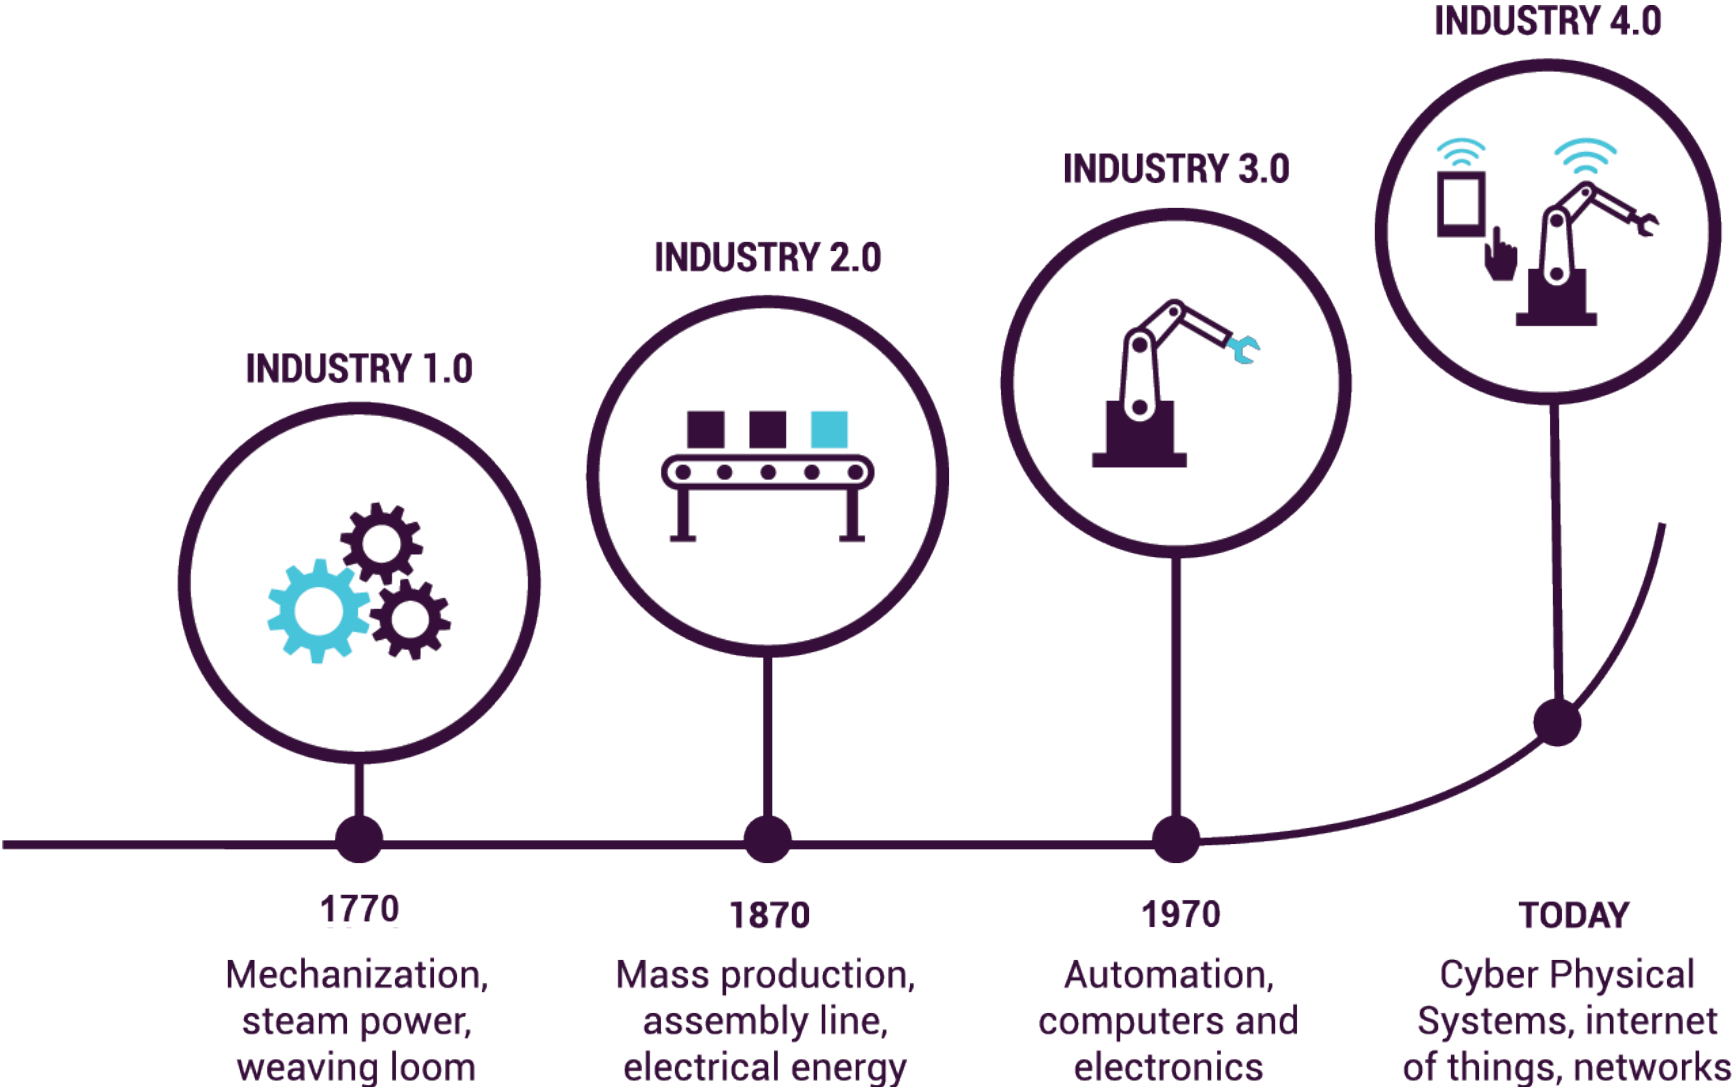 INDUSTRY 1.0
1770
Mechanization,
steam power,
weaving loom
INDUSTRY 2.0
1870
Mass production,
assembly line,
electrical energy
INDUSTRY 3.0
1970
Automation,
computers and
electronics
INDUSTRY 4.0
TODAY
Cyber Physical
Systems, internet
of things, networks